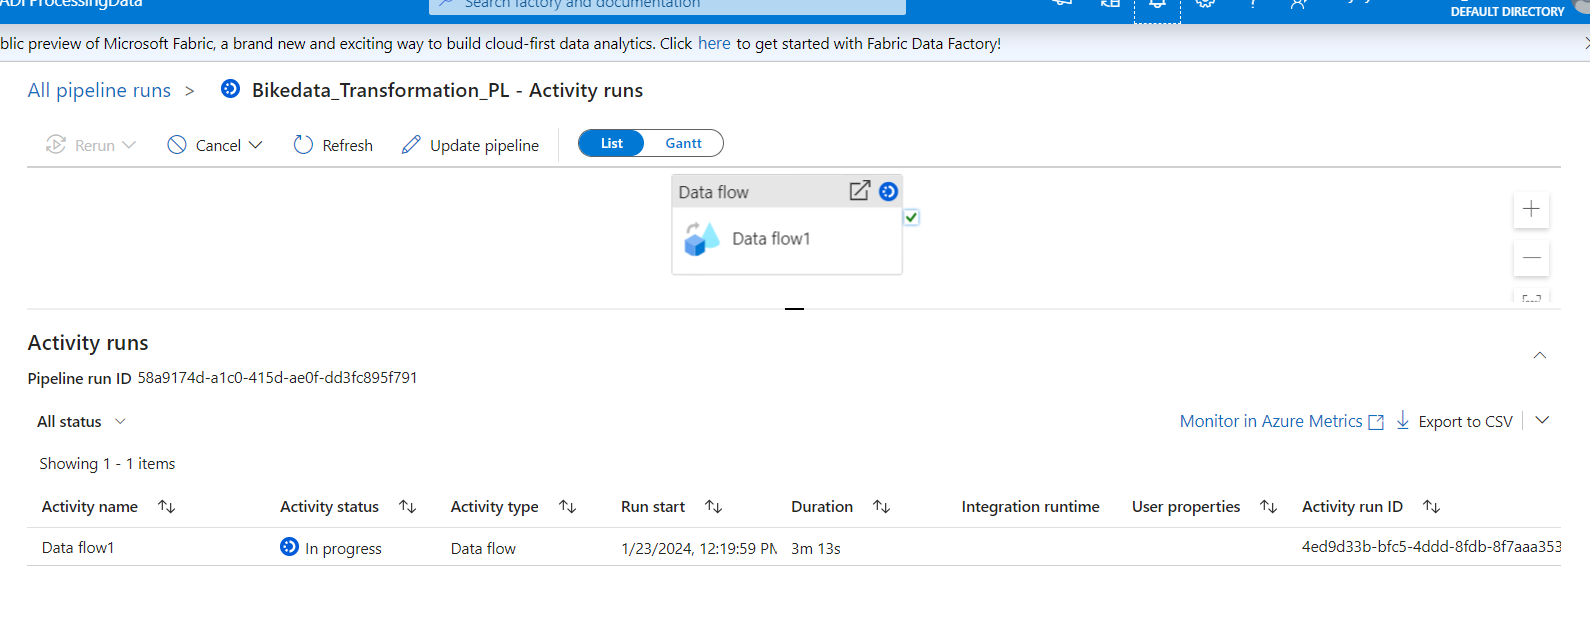 ProcessingData
Search factory and documentation
DEFAULT DIRECTORY
blic preview of Microsoft Fabric, a brand new and exciting way to build cloud-first data analytics. Click here to get started with Fabric Data Factory!
All pipeline runs > Bikedata_Transformation_PL - Activity runs
Rerun Cancel Refresh Update pipeline List Gantt
Data flow
Data flow1
Activity runs
Pipeline run ID 58a9174d-a1c0-415d-ae0f-dd3fc895f791
All status
Monitor in Azure Metrics Export to CSV
Showing 1 - 1 items
Activity name Activity status Activity type Run start Duration Integration runtime User properties Activity run ID
Data flow1 In progress Data flow 1/23/2024, 12:19:59 PM 3m 13s 4ed9d33b-bfc5-4ddd-8fdb-8f7aaa353